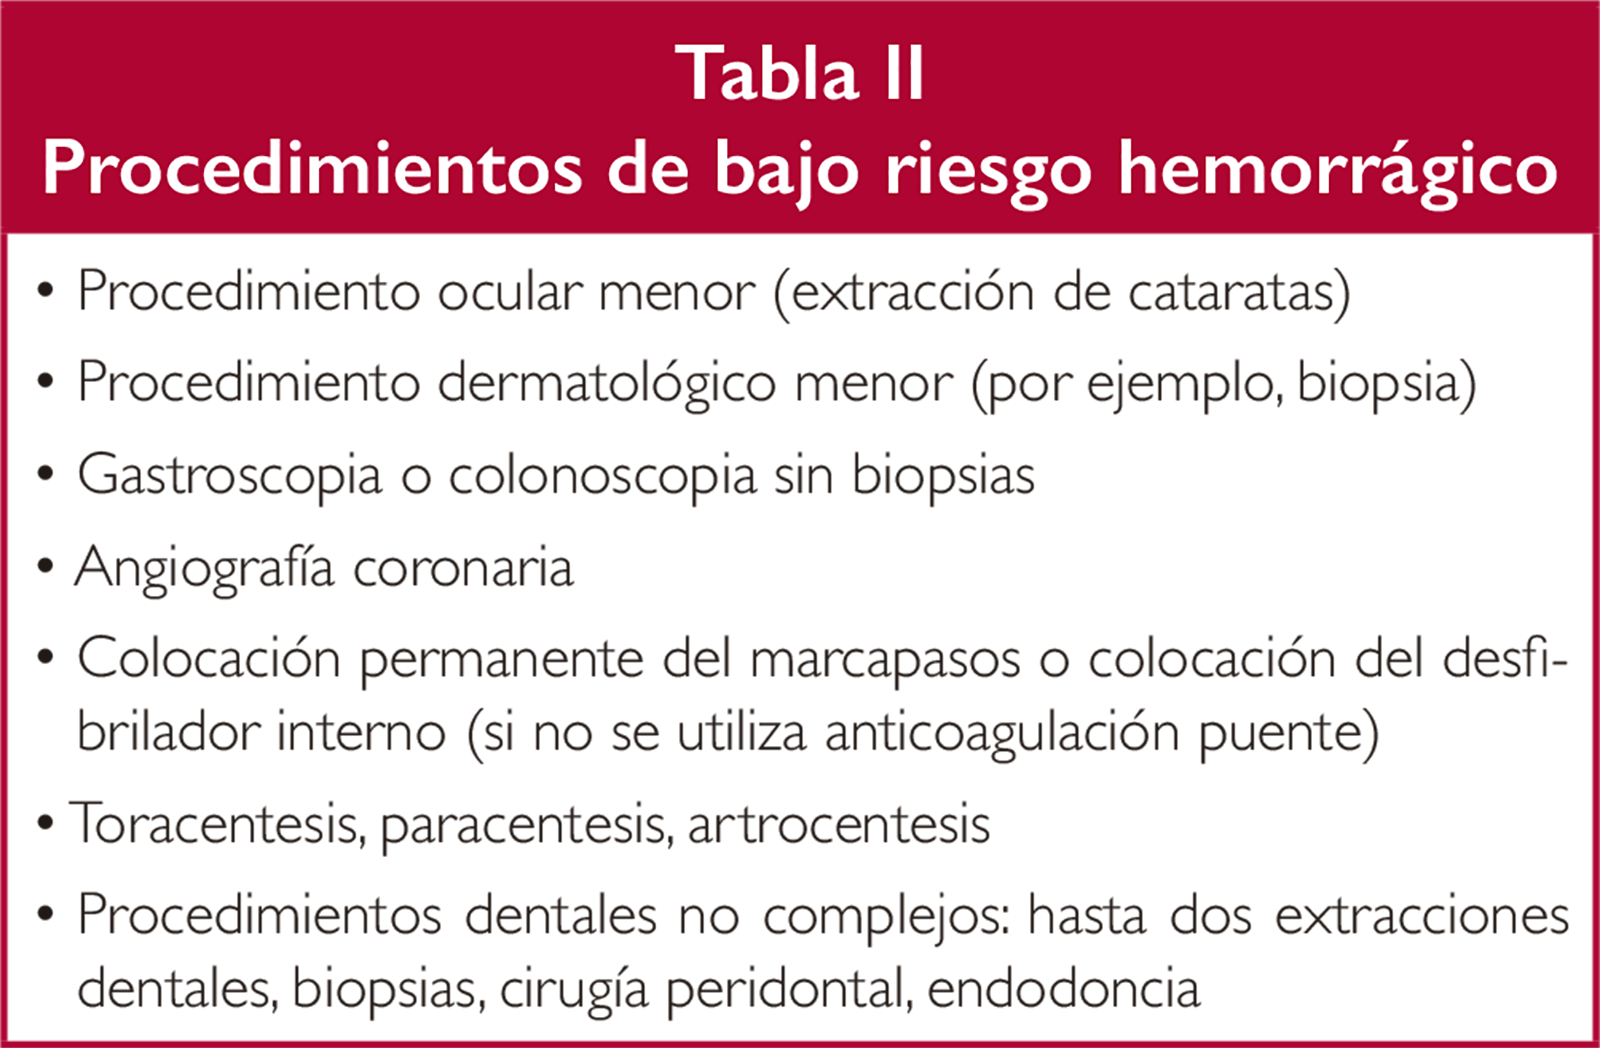 Tabla II
Procedimientos de bajo riesgo hemorrágico
• Procedimiento ocular menor (extracción de cataratas)
• Procedimiento dermatológico menor (por ejemplo, biopsia)
• Gastroscopia o colonoscopia sin biopsias
• Angiografía coronaria
• Colocación permanente del marcapasos o colocación del desfi-
brilador interno (si no se utiliza anticoagulación puente)
• Toracentesis, paracentesis, artrocentesis
• Procedimientos dentales no complejos: hasta dos extracciones
dentales, biopsias, cirugía peridontal, endodoncia